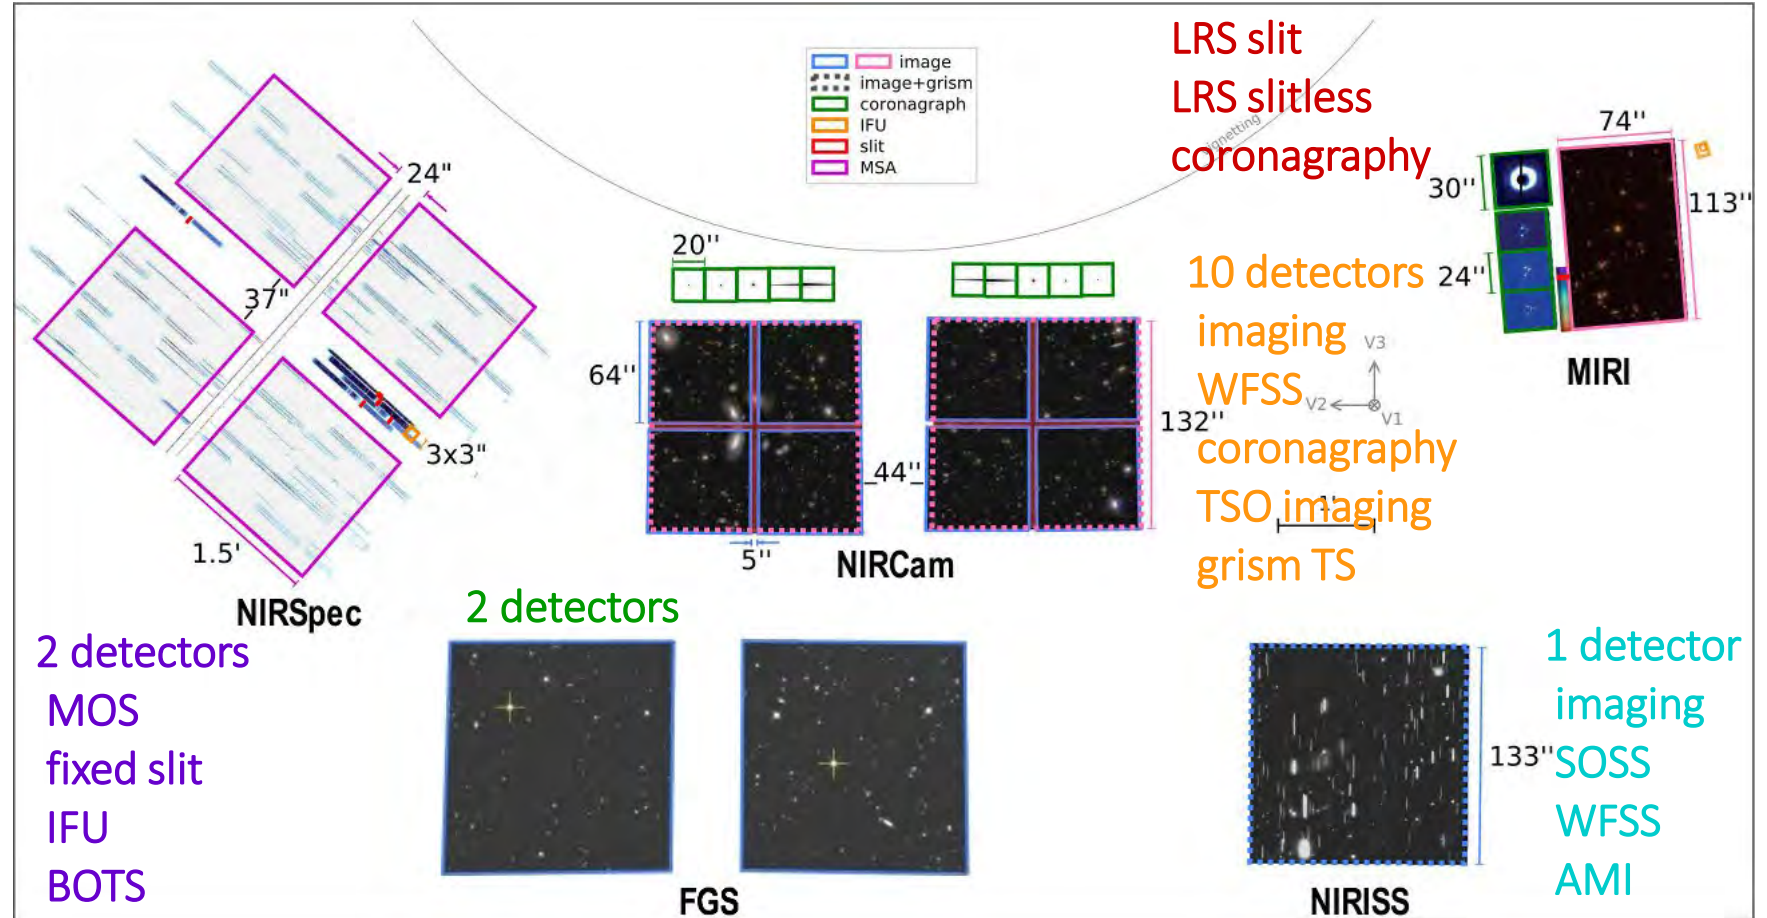 image
image+grism
coronagraph
IFU
slit
MSA
LRS slit
LRS slitless
coronagraphy
ignetting
74''
30''
113''
24''
MIRI
24"
37"
3x3"
1.5'
NIRSpec
20''
64''
44''
132''
5''
NIRCam
10 detectors
imaging
WFSS
coronagraphy
TSO imaging
grism TS
V3
V2
V1
1'
2 detectors
MOS
fixed slit
IFU
BOTS
2 detectors
FGS
133''
NIRISS
1 detector
imaging
SOSS
WFSS
AMI